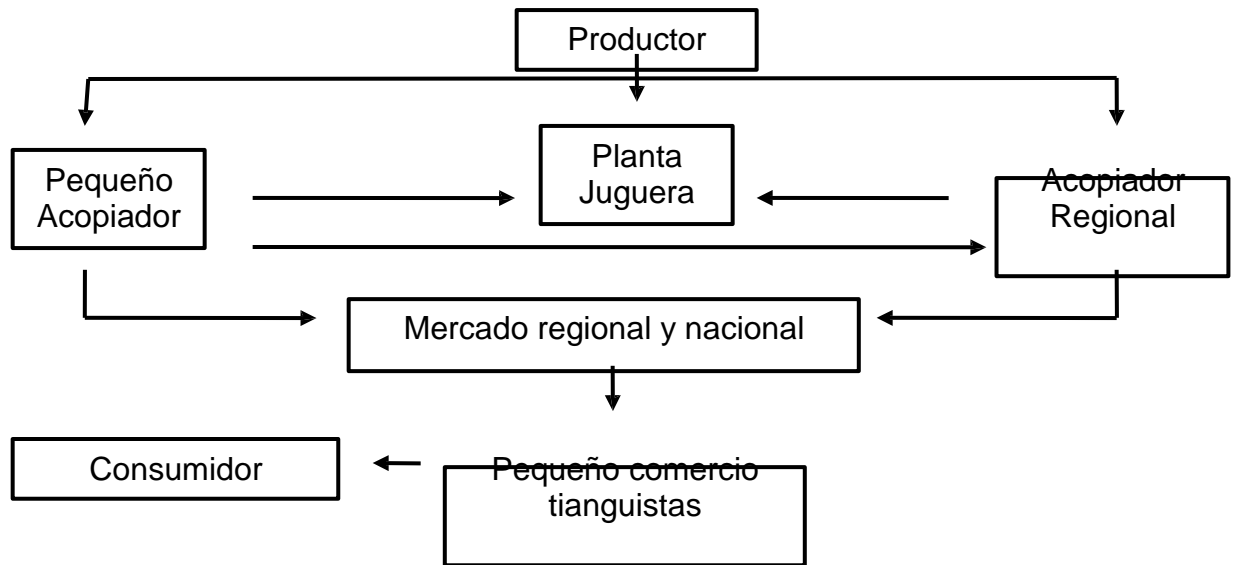 Productor
Planta
Juguera
Pequeño
Acopiador
Acopiador
Regional
Mercado regional y nacional
Consumidor
Pequeño comercio
tianguistas